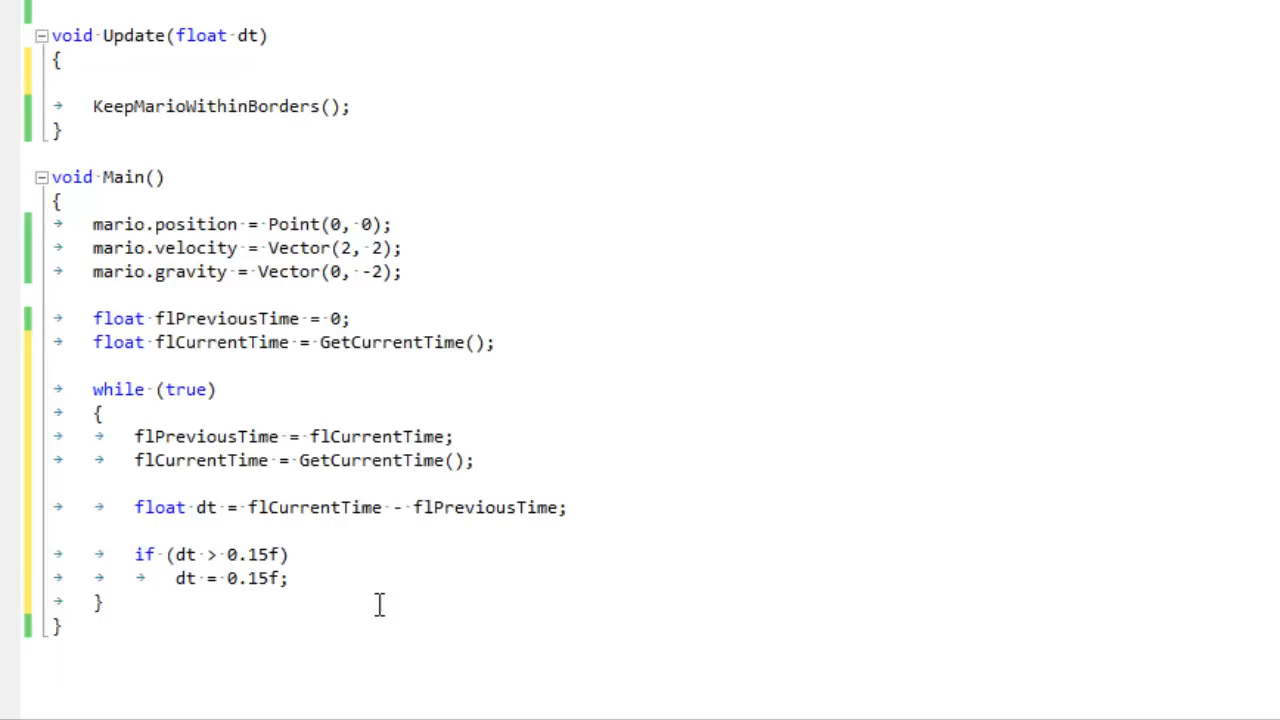 void Update(float dt)
{
KeepMarioWithinBorders();
}
void Main()
{
mario.position = Point(0, 0);
mario.velocity = Vector(2, 2);
mario.gravity = Vector(0, -2);
float flPreviousTime = 0;
float flCurrentTime = GetCurrentTime();
while (true)
{
flPreviousTime = flCurrentTime;
flCurrentTime = GetCurrentTime();
float dt = flCurrentTime - flPreviousTime;
if (dt > 0.15f)
dt = 0.15f;
}
}